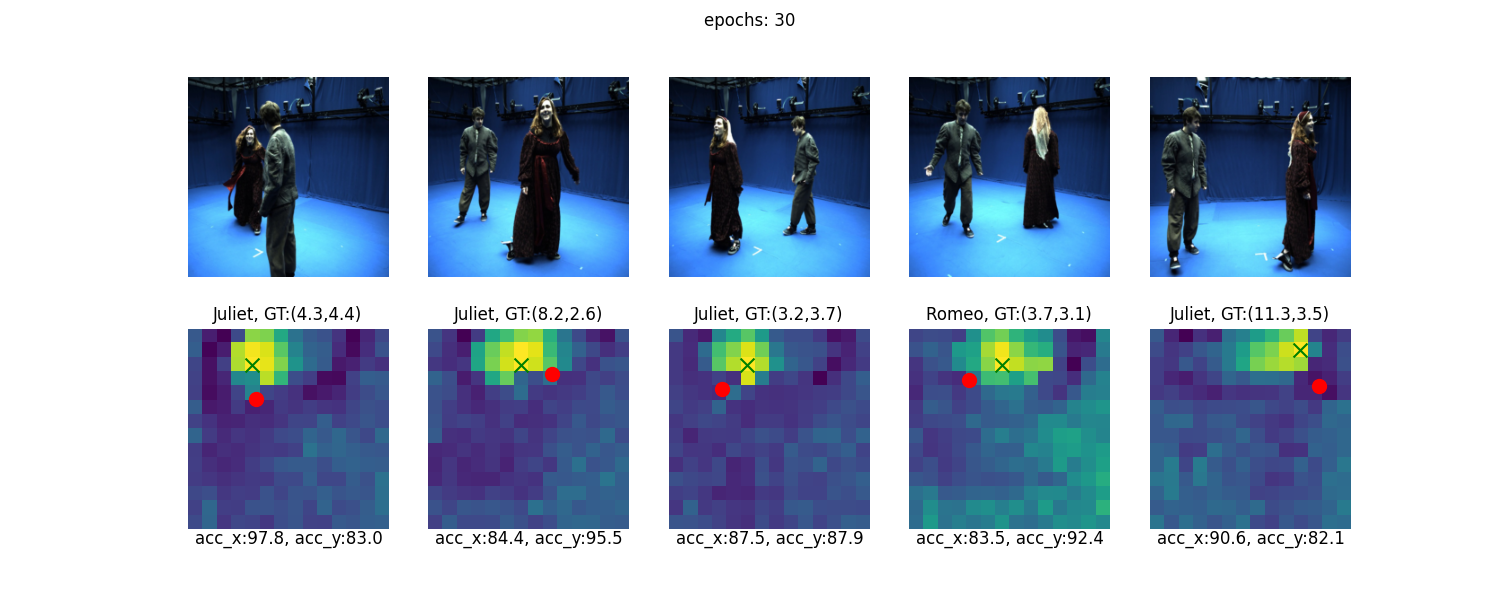 epochs: 30
Juliet, GT:(4.3,4.4)
Juliet, GT:(8.2,2.6)
Juliet, GT:(3.2,3.7)
Romeo, GT:(3.7,3.1)
Juliet, GT:(11.3,3.5)
acc_x:97.8, acc_y:83.0
acc_x:84.4, acc_y:95.5
acc_x:87.5, acc_y:87.9
acc_x:83.5, acc_y:92.4
acc_x:90.6, acc_y:82.1